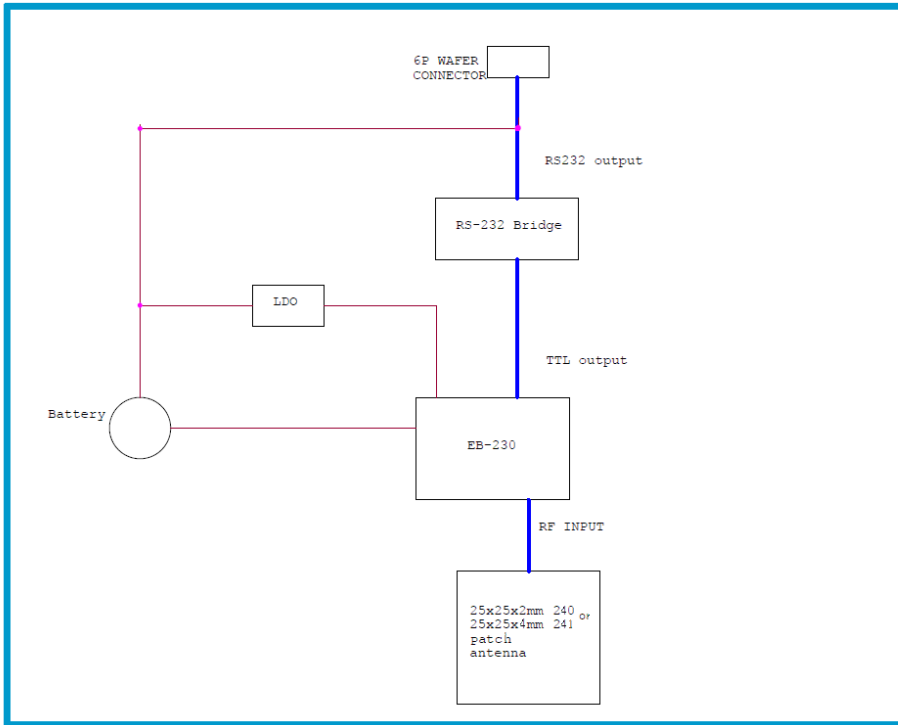 6P WAFER
CONNECTOR
RS232 output
RS-232 Bridge
LDO
TTL output
Battery
EB-230
RF INPUT
25x25x2mm 240 or
25x25x4mm 241
patch
antenna